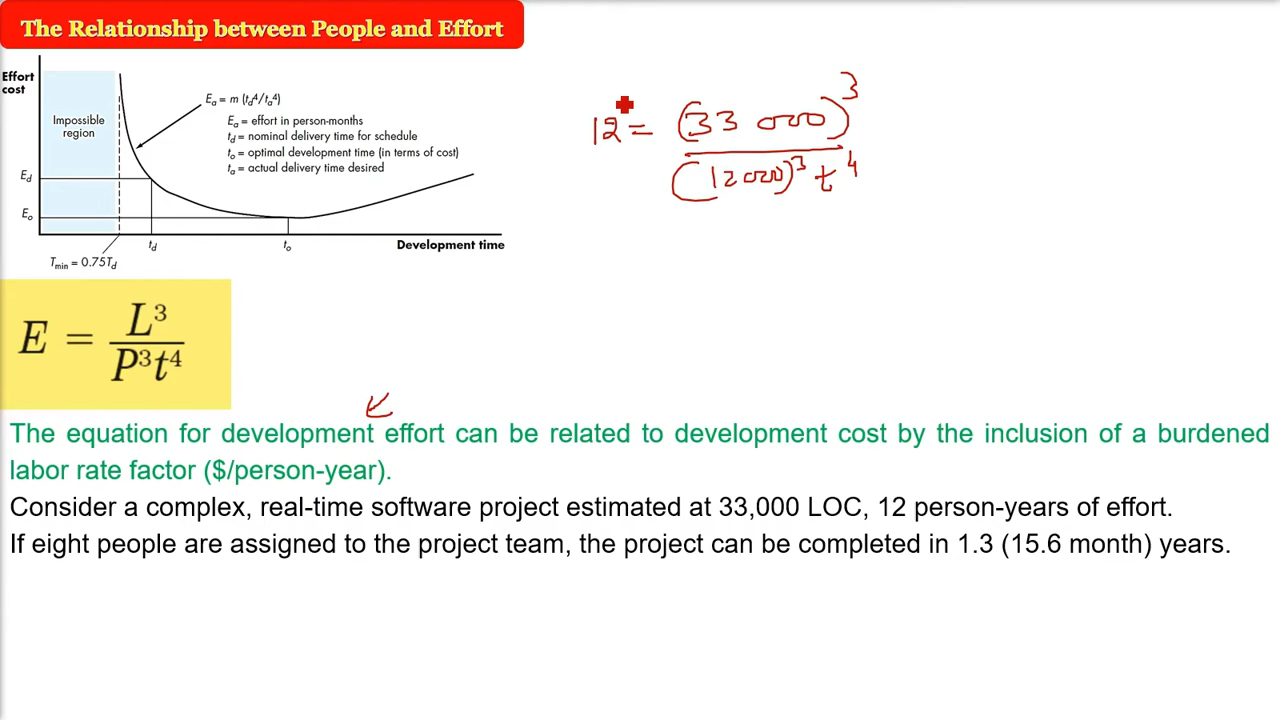 The Relationship between People and Effort
Effort
cost
Impossible
region
Ea = m (td4/ta4)
Ea = effort in person-months
td = nominal delivery time for schedule
to = optimal development time (in terms of cost)
ta = actual delivery time desired
Ed
Eo
td
to
Development time
Tmin = 0.75Td
12 = (33 000)3
(12000)3 t4
E = L3
P3t4
The equation for development effort can be related to development cost by the inclusion of a burdened
labor rate factor ($/person-year).
Consider a complex, real-time software project estimated at 33,000 LOC, 12 person-years of effort.
If eight people are assigned to the project team, the project can be completed in 1.3 (15.6 month) years.